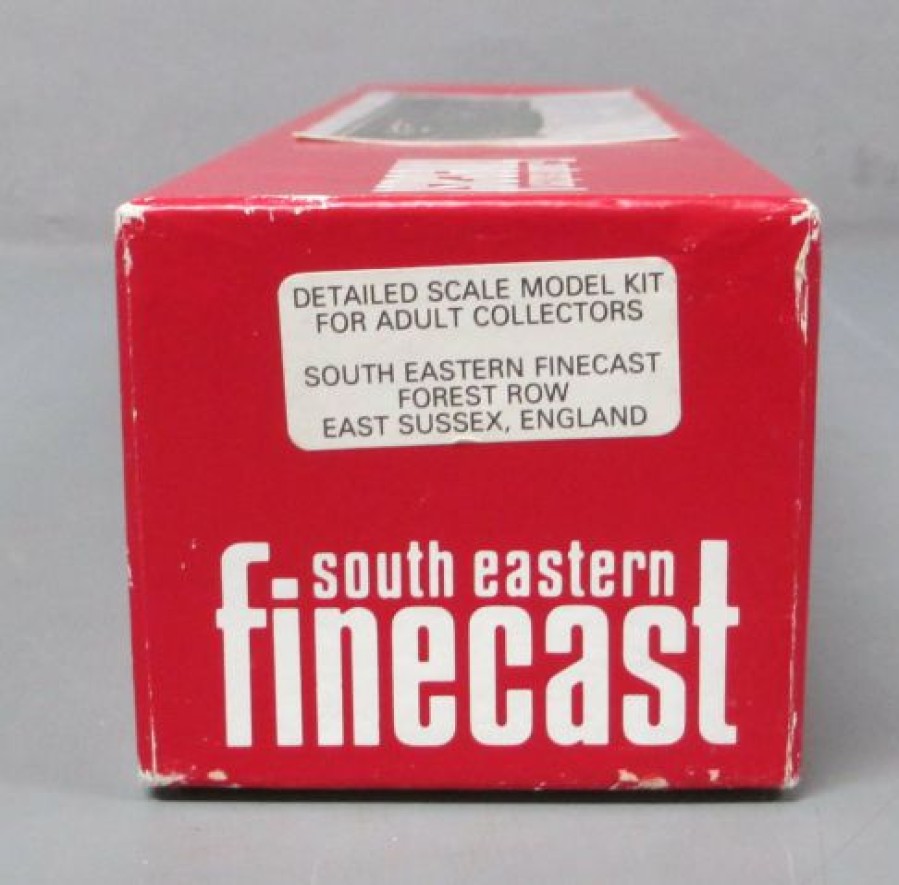 DETAILED SCALE MODEL KIT
FOR ADULT COLLECTORS
SOUTH EASTERN FINECAST
FOREST ROW
EAST SUSSEX, ENGLAND
south eastern
finecast